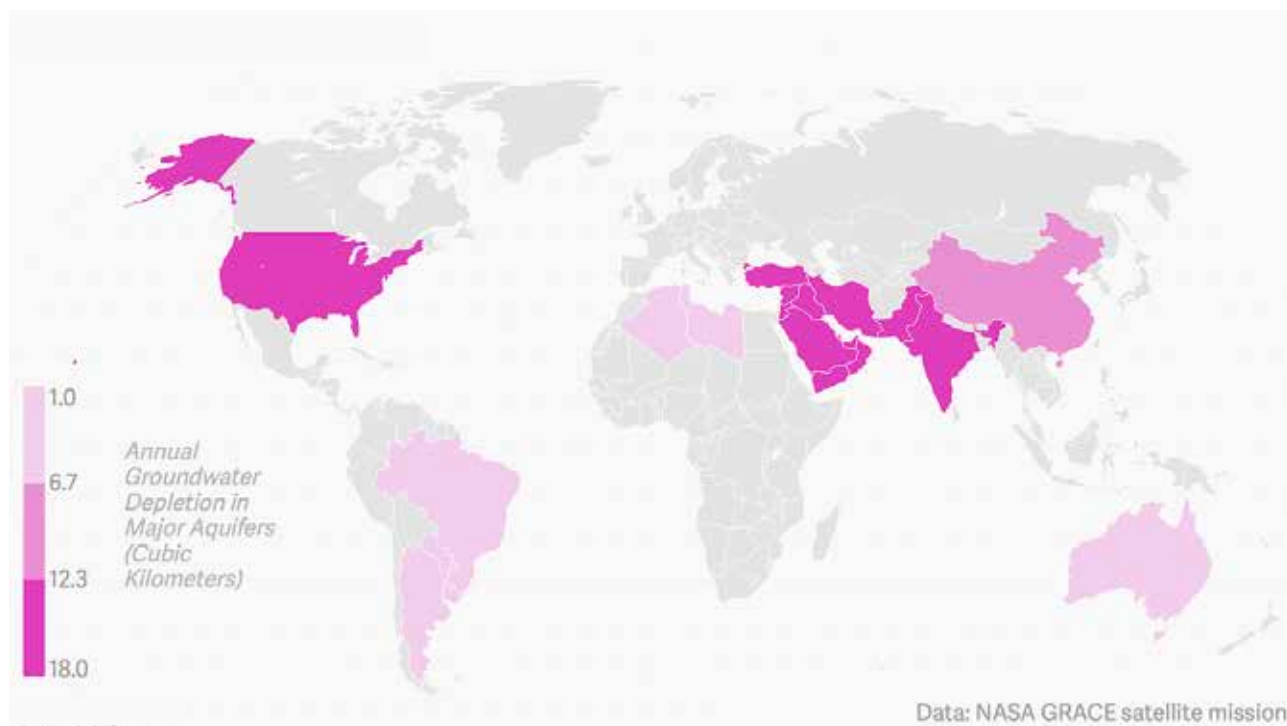 1.0
6.7
12.3
18.0
Annual
Groundwater
Depletion in
Major Aquifers
(Cubic
Kilometers)
Data: NASA GRACE satellite mission